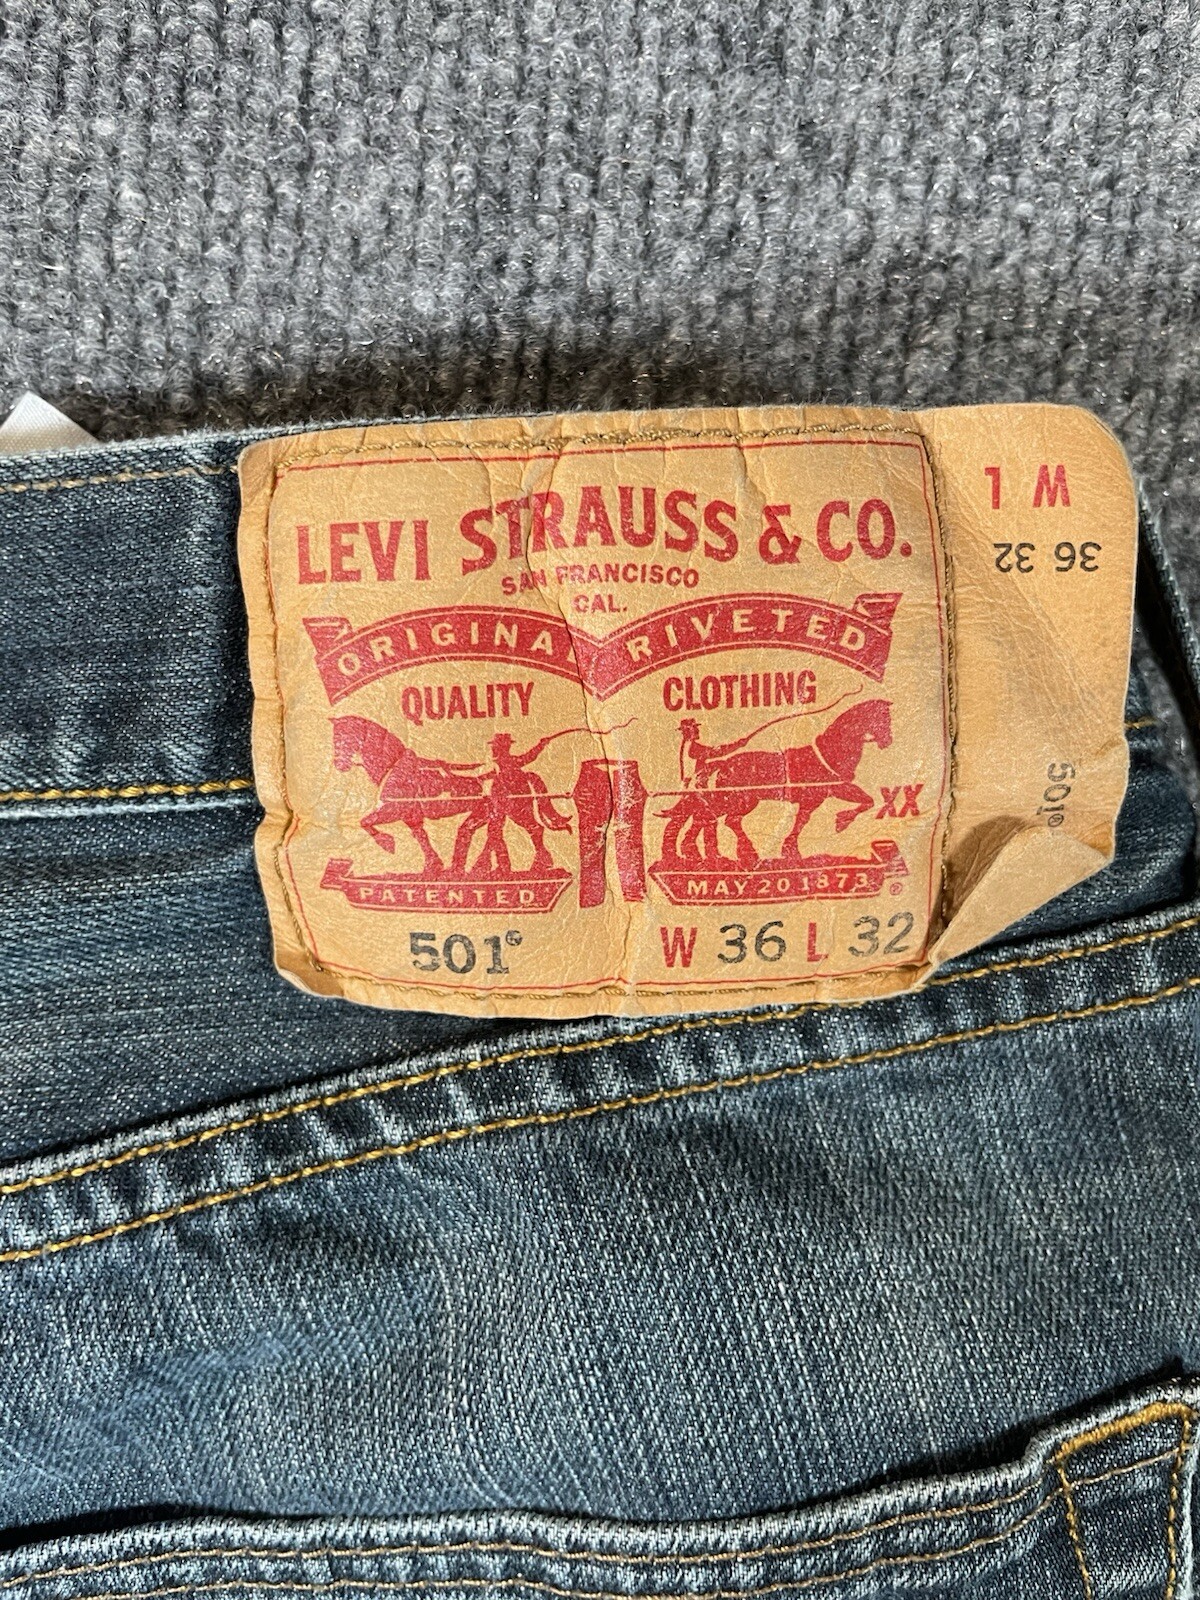 LEVI STRAUSS & CO.
SAN FRANCISCO
CAL.
ORIGINAL RIVETED
QUALITY CLOTHING
XX
PATENTED MAY 20 1873 ®
501® W 36 L 32
W L
36 32
501®